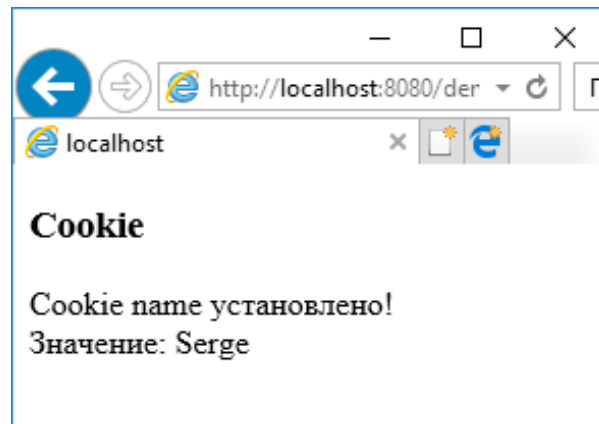 http://localhost:8080/der
localhost
Cookie
Cookie name установлено!
Значение: Serge